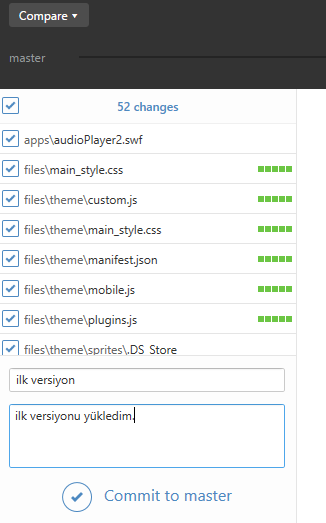 Compare
master
52 changes
apps\audioPlayer2.swf
files\main_style.css
files\theme\custom.js
files\theme\main_style.css
files\theme\manifest.json
files\theme\mobile.js
files\theme\plugins.js
files\theme\sprites\.DS_Store
ilk versiyon
ilk versiyonu yükledim.
Commit to master